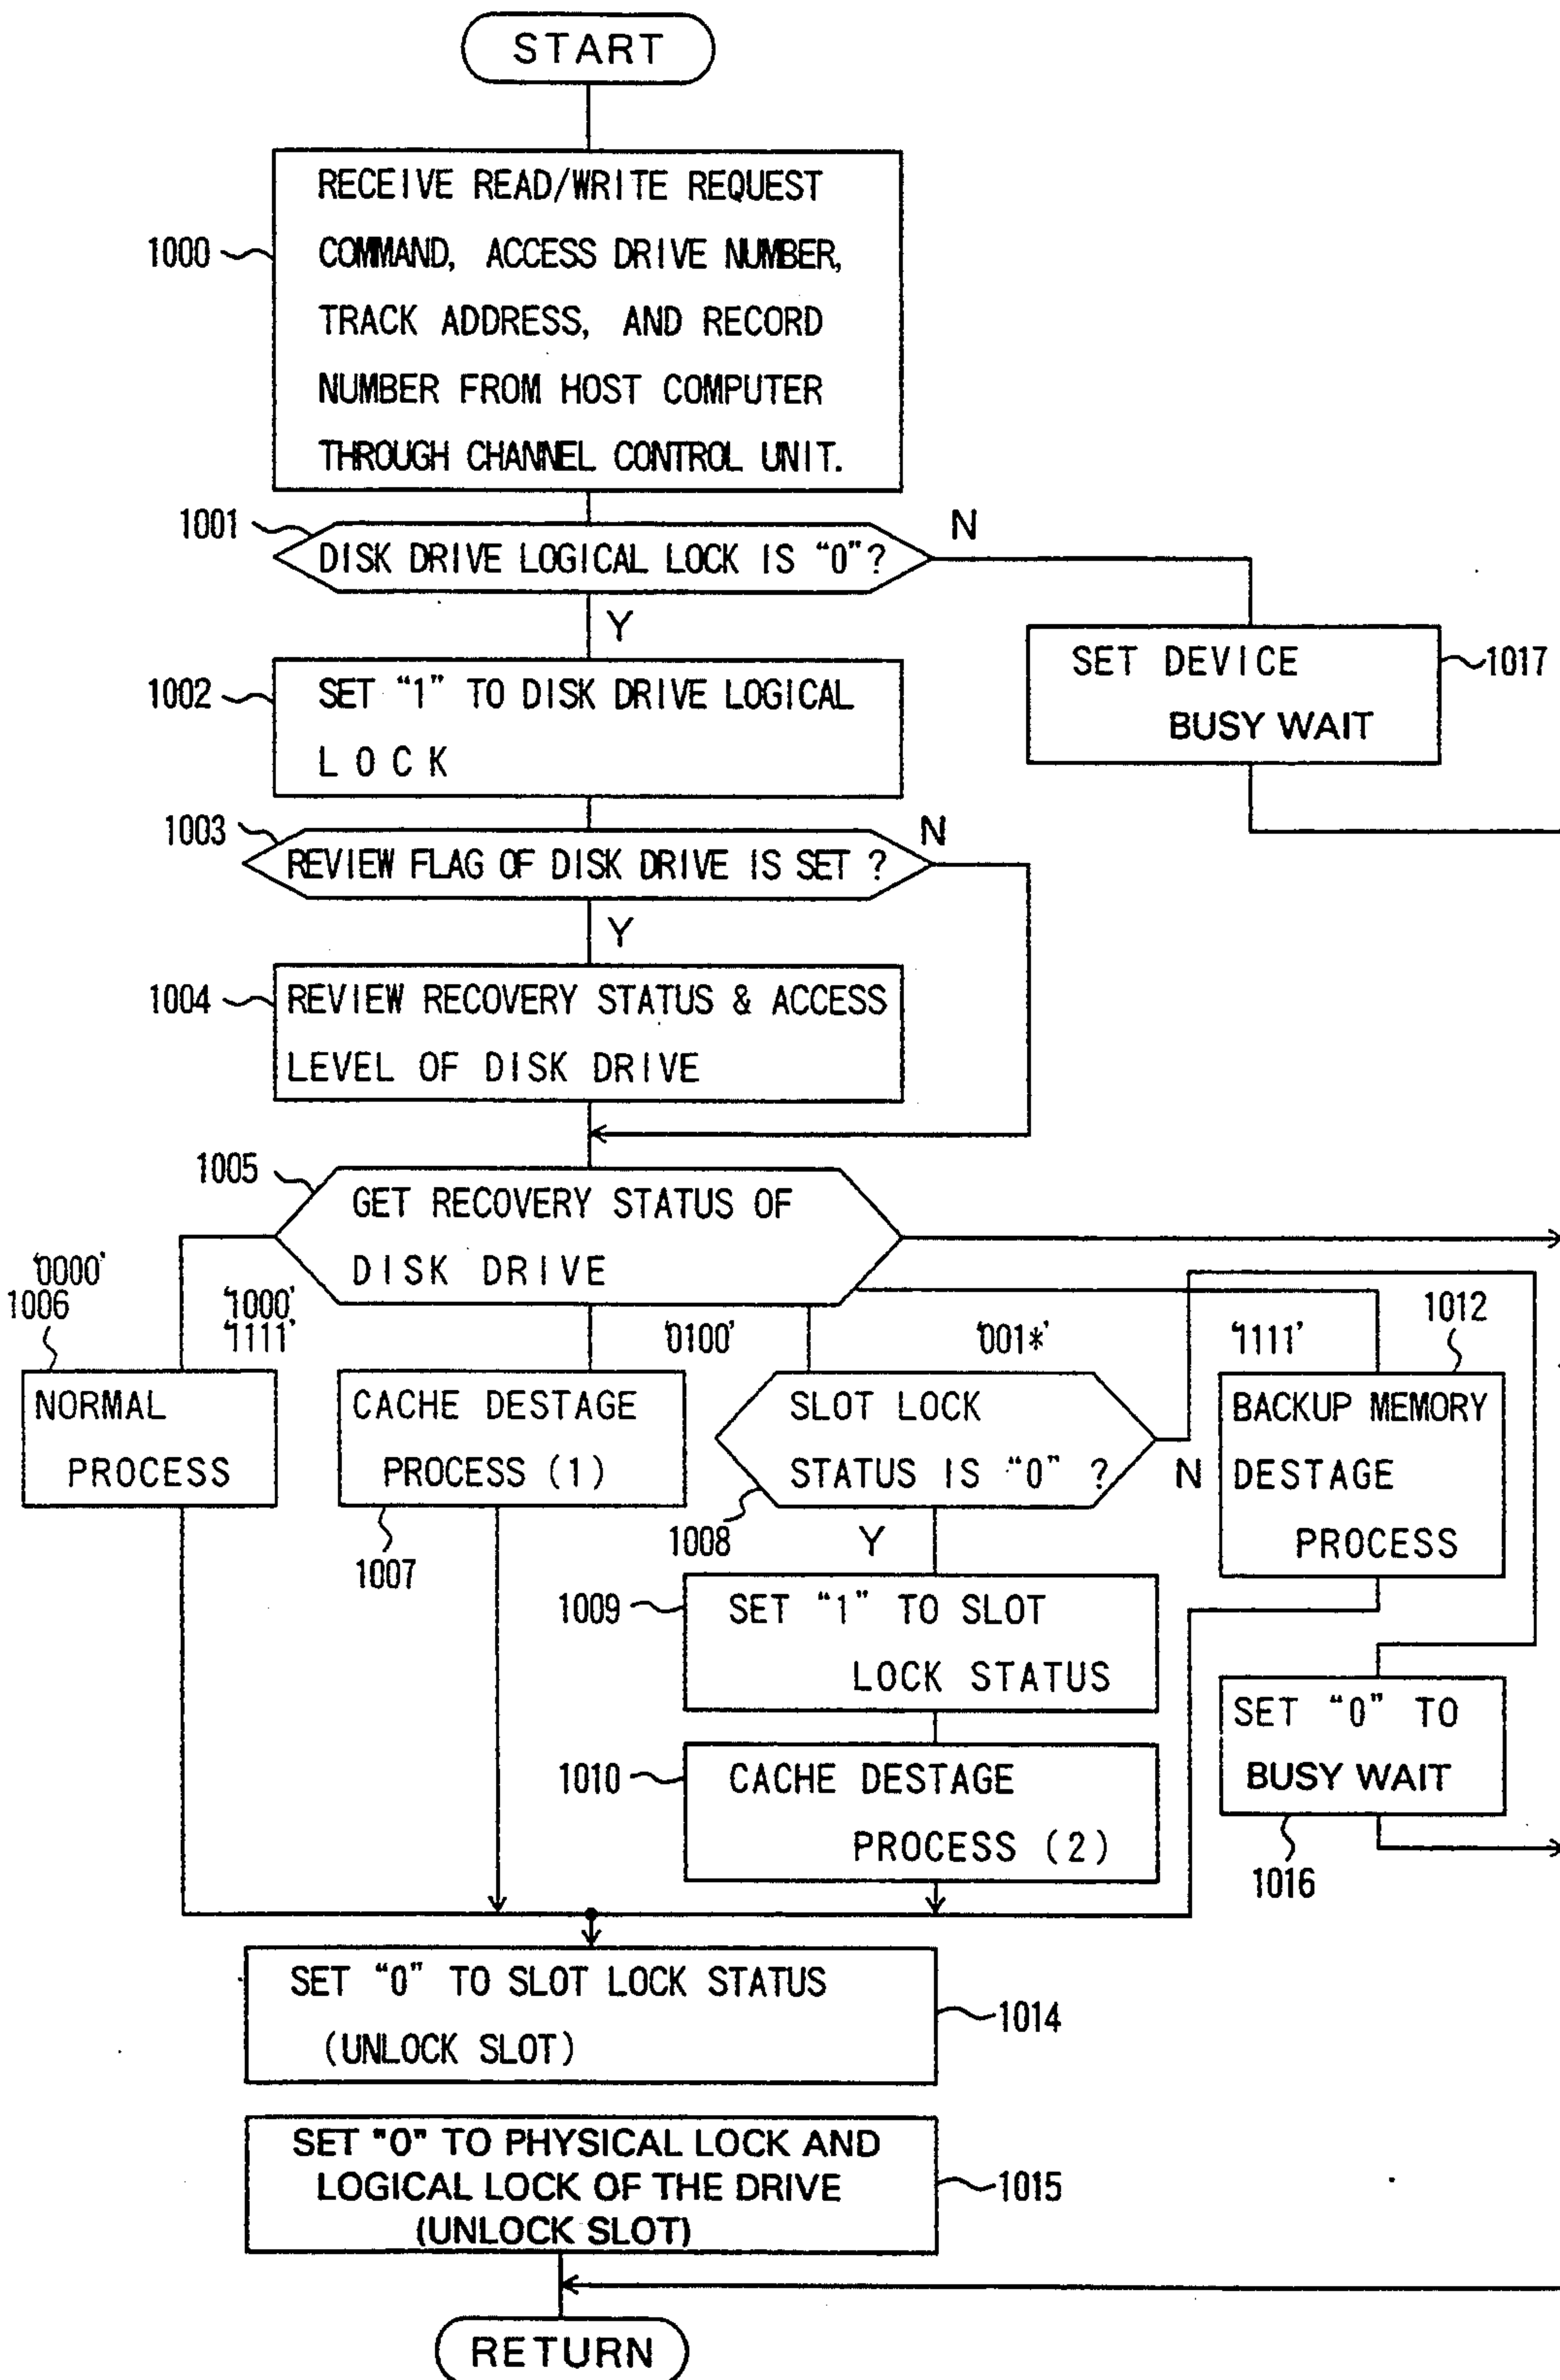 START
RECEIVE READ/WRITE REQUEST
COMMAND, ACCESS DRIVE NUMBER,
TRACK ADDRESS, AND RECORD
NUMBER FROM HOST COMPUTER
THROUGH CHANNEL CONTROL UNIT.
1000
1001
DISK DRIVE LOGICAL LOCK IS "0"?
N
Y
SET DEVICE
BUSY WAIT
1017
1002
SET "1" TO DISK DRIVE LOGICAL
LOCK
1003
REVIEW FLAG OF DISK DRIVE IS SET ?
N
Y
1004
REVIEW RECOVERY STATUS & ACCESS
LEVEL OF DISK DRIVE
1005
GET RECOVERY STATUS OF
DISK DRIVE
'0000'
1006
'1000'
'1111'
'0100'
'001*'
'1111'
1012
NORMAL
PROCESS
CACHE DESTAGE
PROCESS (1)
1007
SLOT LOCK
STATUS IS "0" ?
1008
N
Y
BACKUP MEMORY
DESTAGE
PROCESS
1009
SET "1" TO SLOT
LOCK STATUS
1010
CACHE DESTAGE
PROCESS (2)
SET "0" TO
BUSY WAIT
1016
SET "0" TO SLOT LOCK STATUS
(UNLOCK SLOT)
1014
SET "0" TO PHYSICAL LOCK AND
LOGICAL LOCK OF THE DRIVE
(UNLOCK SLOT)
1015
RETURN